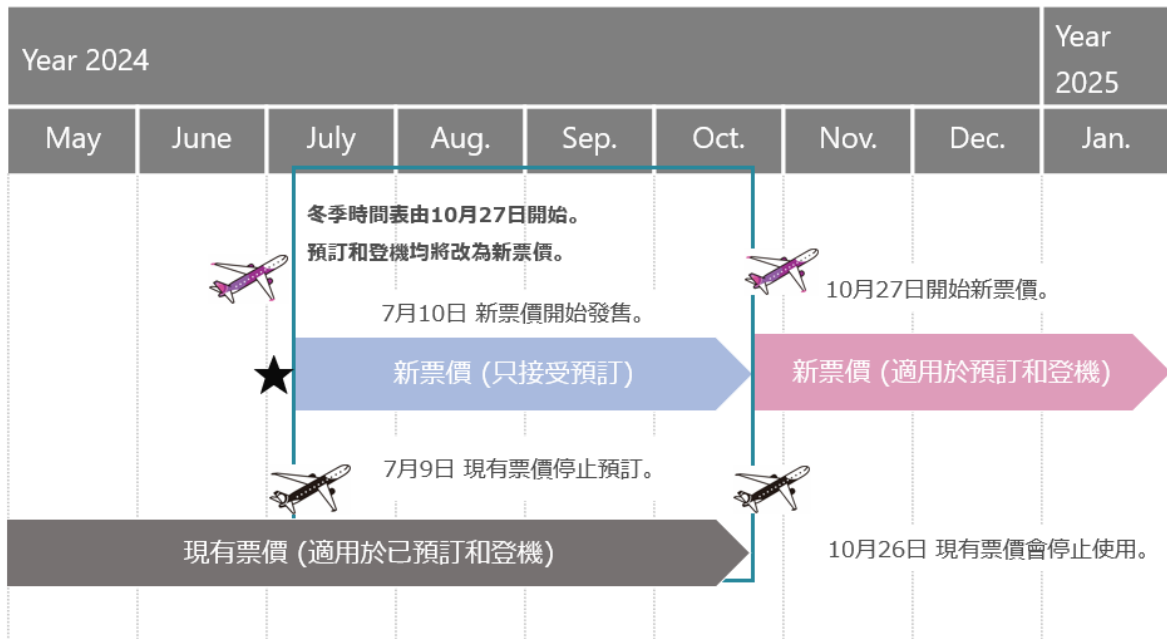 Year 2024
Year
2025
May
June
July
Aug.
Sep.
Oct.
Nov.
Dec.
Jan.
冬季時間表由10月27日開始。
預訂和登機均將改為新票價。
10月27日開始新票價。
7月10日 新票價開始發售。
新票價 (只接受預訂)
新票價 (適用於預訂和登機)
7月9日 現有票價停止預訂。
現有票價 (適用於已預訂和登機)
10月26日 現有票價會停止使用。